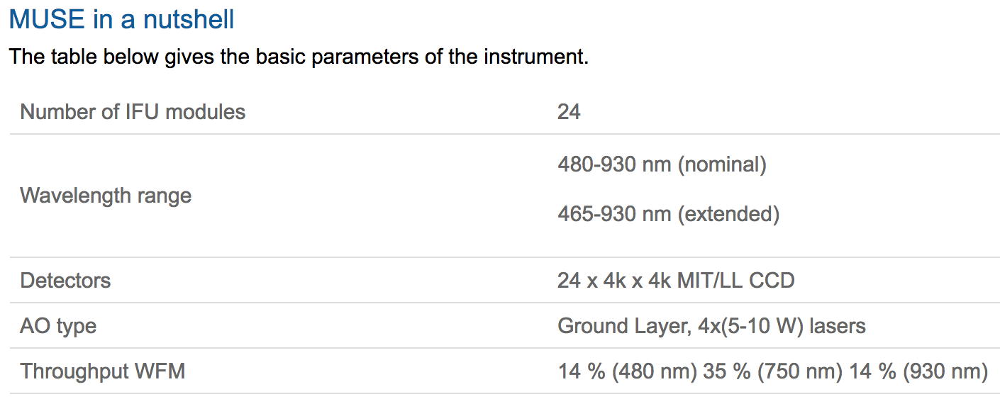 MUSE in a nutshell
The table below gives the basic parameters of the instrument.
Number of IFU modules 24
Wavelength range
480-930 nm (nominal)
465-930 nm (extended)
Detectors 24 x 4k x 4k MIT/LL CCD
AO type Ground Layer, 4x(5-10 W) lasers
Throughput WFM 14 % (480 nm) 35 % (750 nm) 14 % (930 nm)